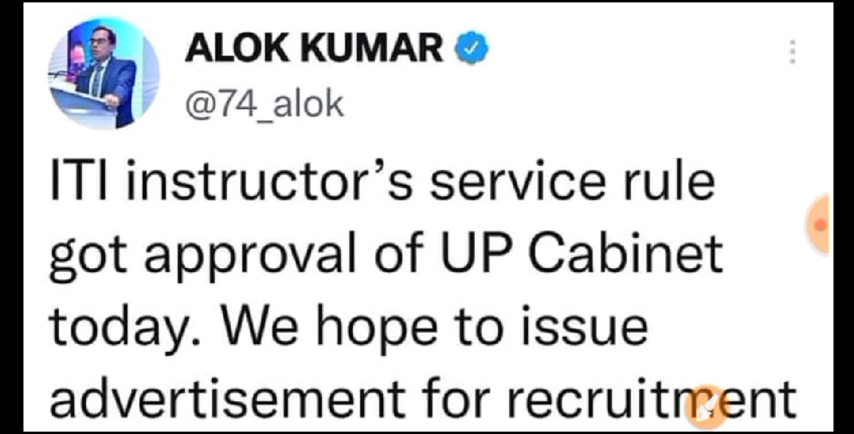 ALOK KUMAR
@74_alok
ITI instructor’s service rule
got approval of UP Cabinet
today. We hope to issue
advertisement for recruitment